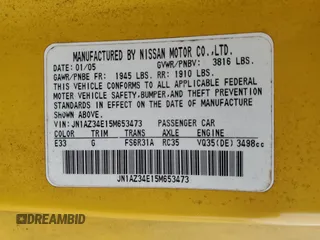 MANUFACTURED BY NISSAN MOTOR CO.,LTD.
DATE: 01/05 GVWR/PNBV: 3816 LBS.
GAWR/PNBE FR: 1945 LBS. RR: 1910 LBS.
THIS VEHICLE CONFORMS TO ALL APPLICABLE FEDERAL
MOTOR VEHICLE SAFETY, BUMPER,AND THEFT PREVENTION
STANDARDS IN EFFECT ON THE DATE OF MANUFACTURE
SHOWN ABOVE.
VIN: JN1AZ34E15M653473 PASSENGER CAR
COLOR TRIM TRANS AXLE ENGINE
E33 G FS6R31A RC35 VQ35(DE) 3498cc
JN1AZ34E15M653473
DREAMBID